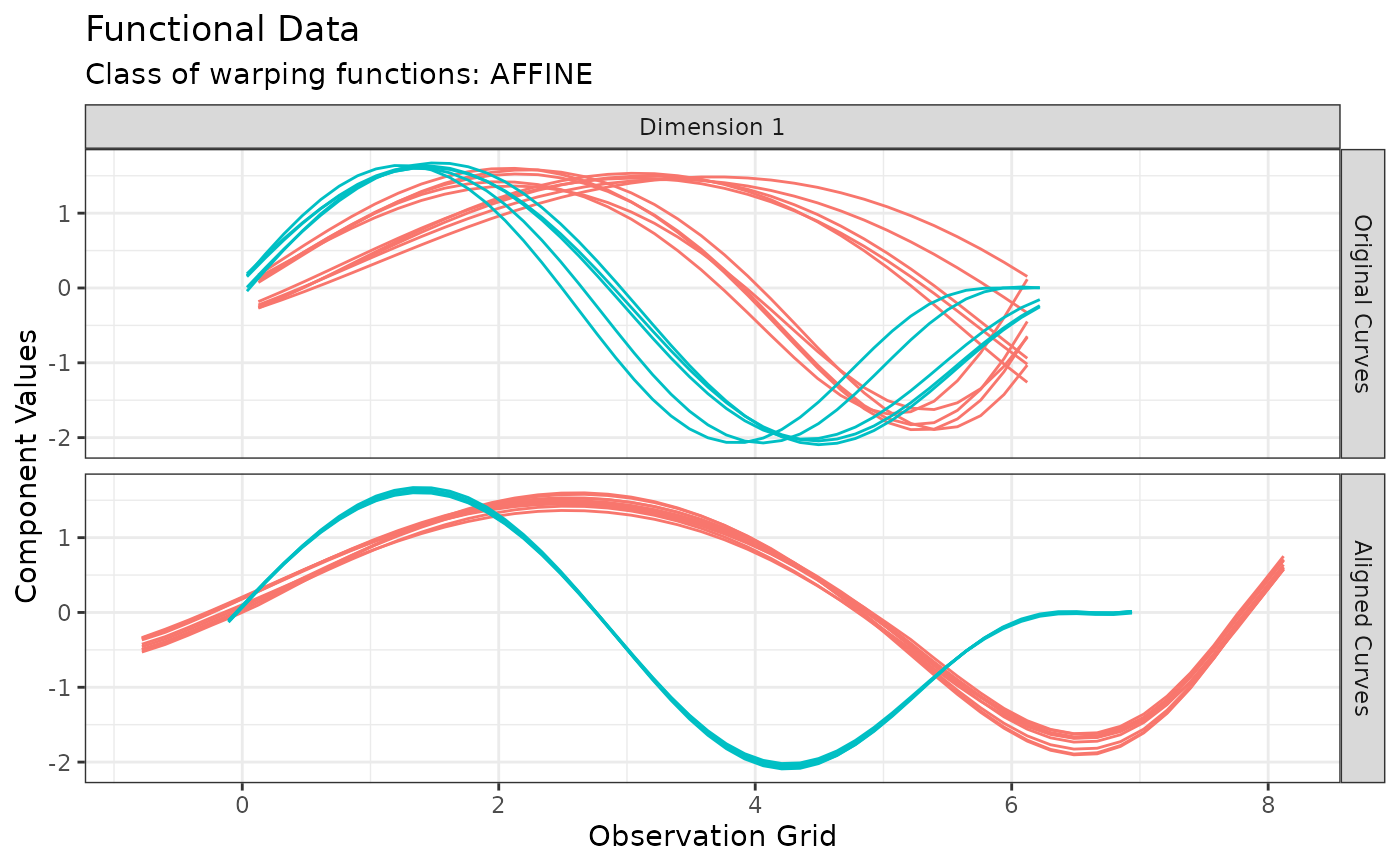 Functional Data
Class of warping functions: AFFINE
Dimension 1
Component Values
1
0
-1
-2
Original Curves
1
0
-1
-2
Aligned Curves
0 2 4 6 8
Observation Grid